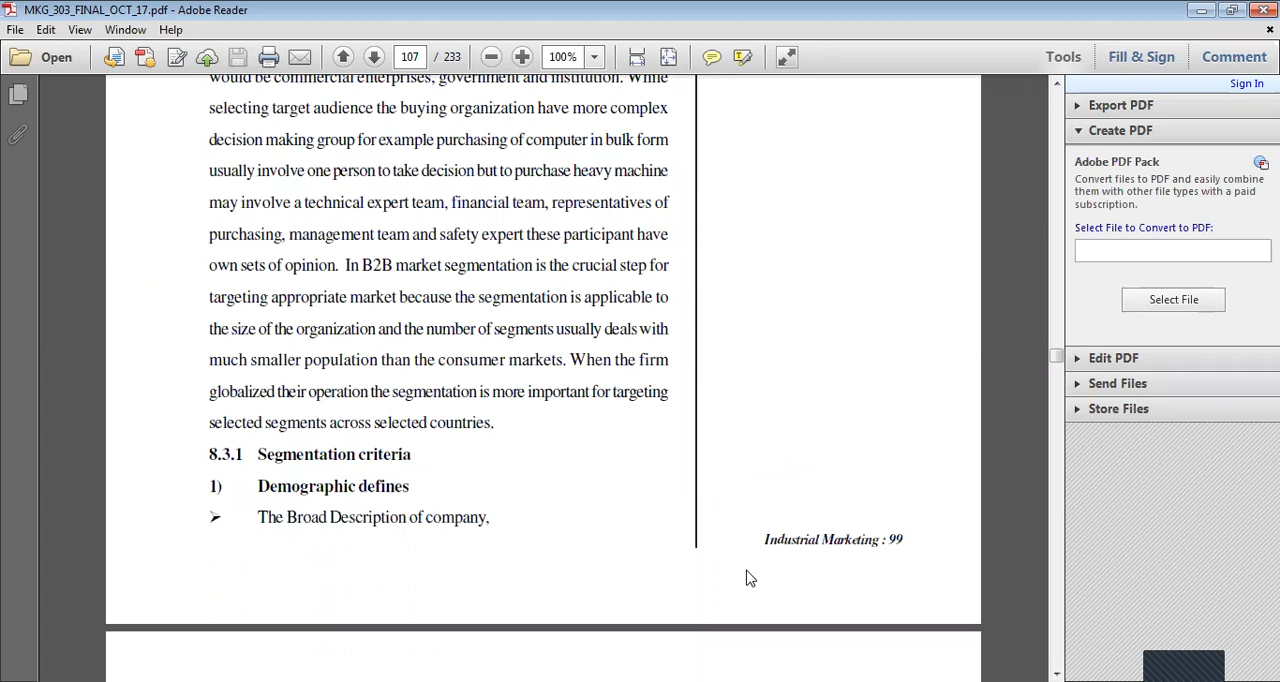 MKG_303_FINAL_OCT_17.pdf - Adobe Reader
File Edit View Window Help
Open 107 / 233 100% Tools Fill & Sign Comment
Sign In
would be commercial enterprises, government and institution. While
selecting target audience the buying organization have more complex
decision making group for example purchasing of computer in bulk form
usually involve one person to take decision but to purchase heavy machine
may involve a technical expert team, financial team, representatives of
purchasing, management team and safety expert these participant have
own sets of opinion. In B2B market segmentation is the crucial step for
targeting appropriate market because the segmentation is applicable to
the size of the organization and the number of segments usually deals with
much smaller population than the consumer markets. When the firm
globalized their operation the segmentation is more important for targeting
selected segments across selected countries.
8.3.1 Segmentation criteria
1) Demographic defines
➢ The Broad Description of company,
Industrial Marketing : 99
Export PDF
Create PDF
Adobe PDF Pack
Convert files to PDF and easily combine
them with other file types with a paid
subscription.
Select File to Convert to PDF:
Select File
Edit PDF
Send Files
Store Files